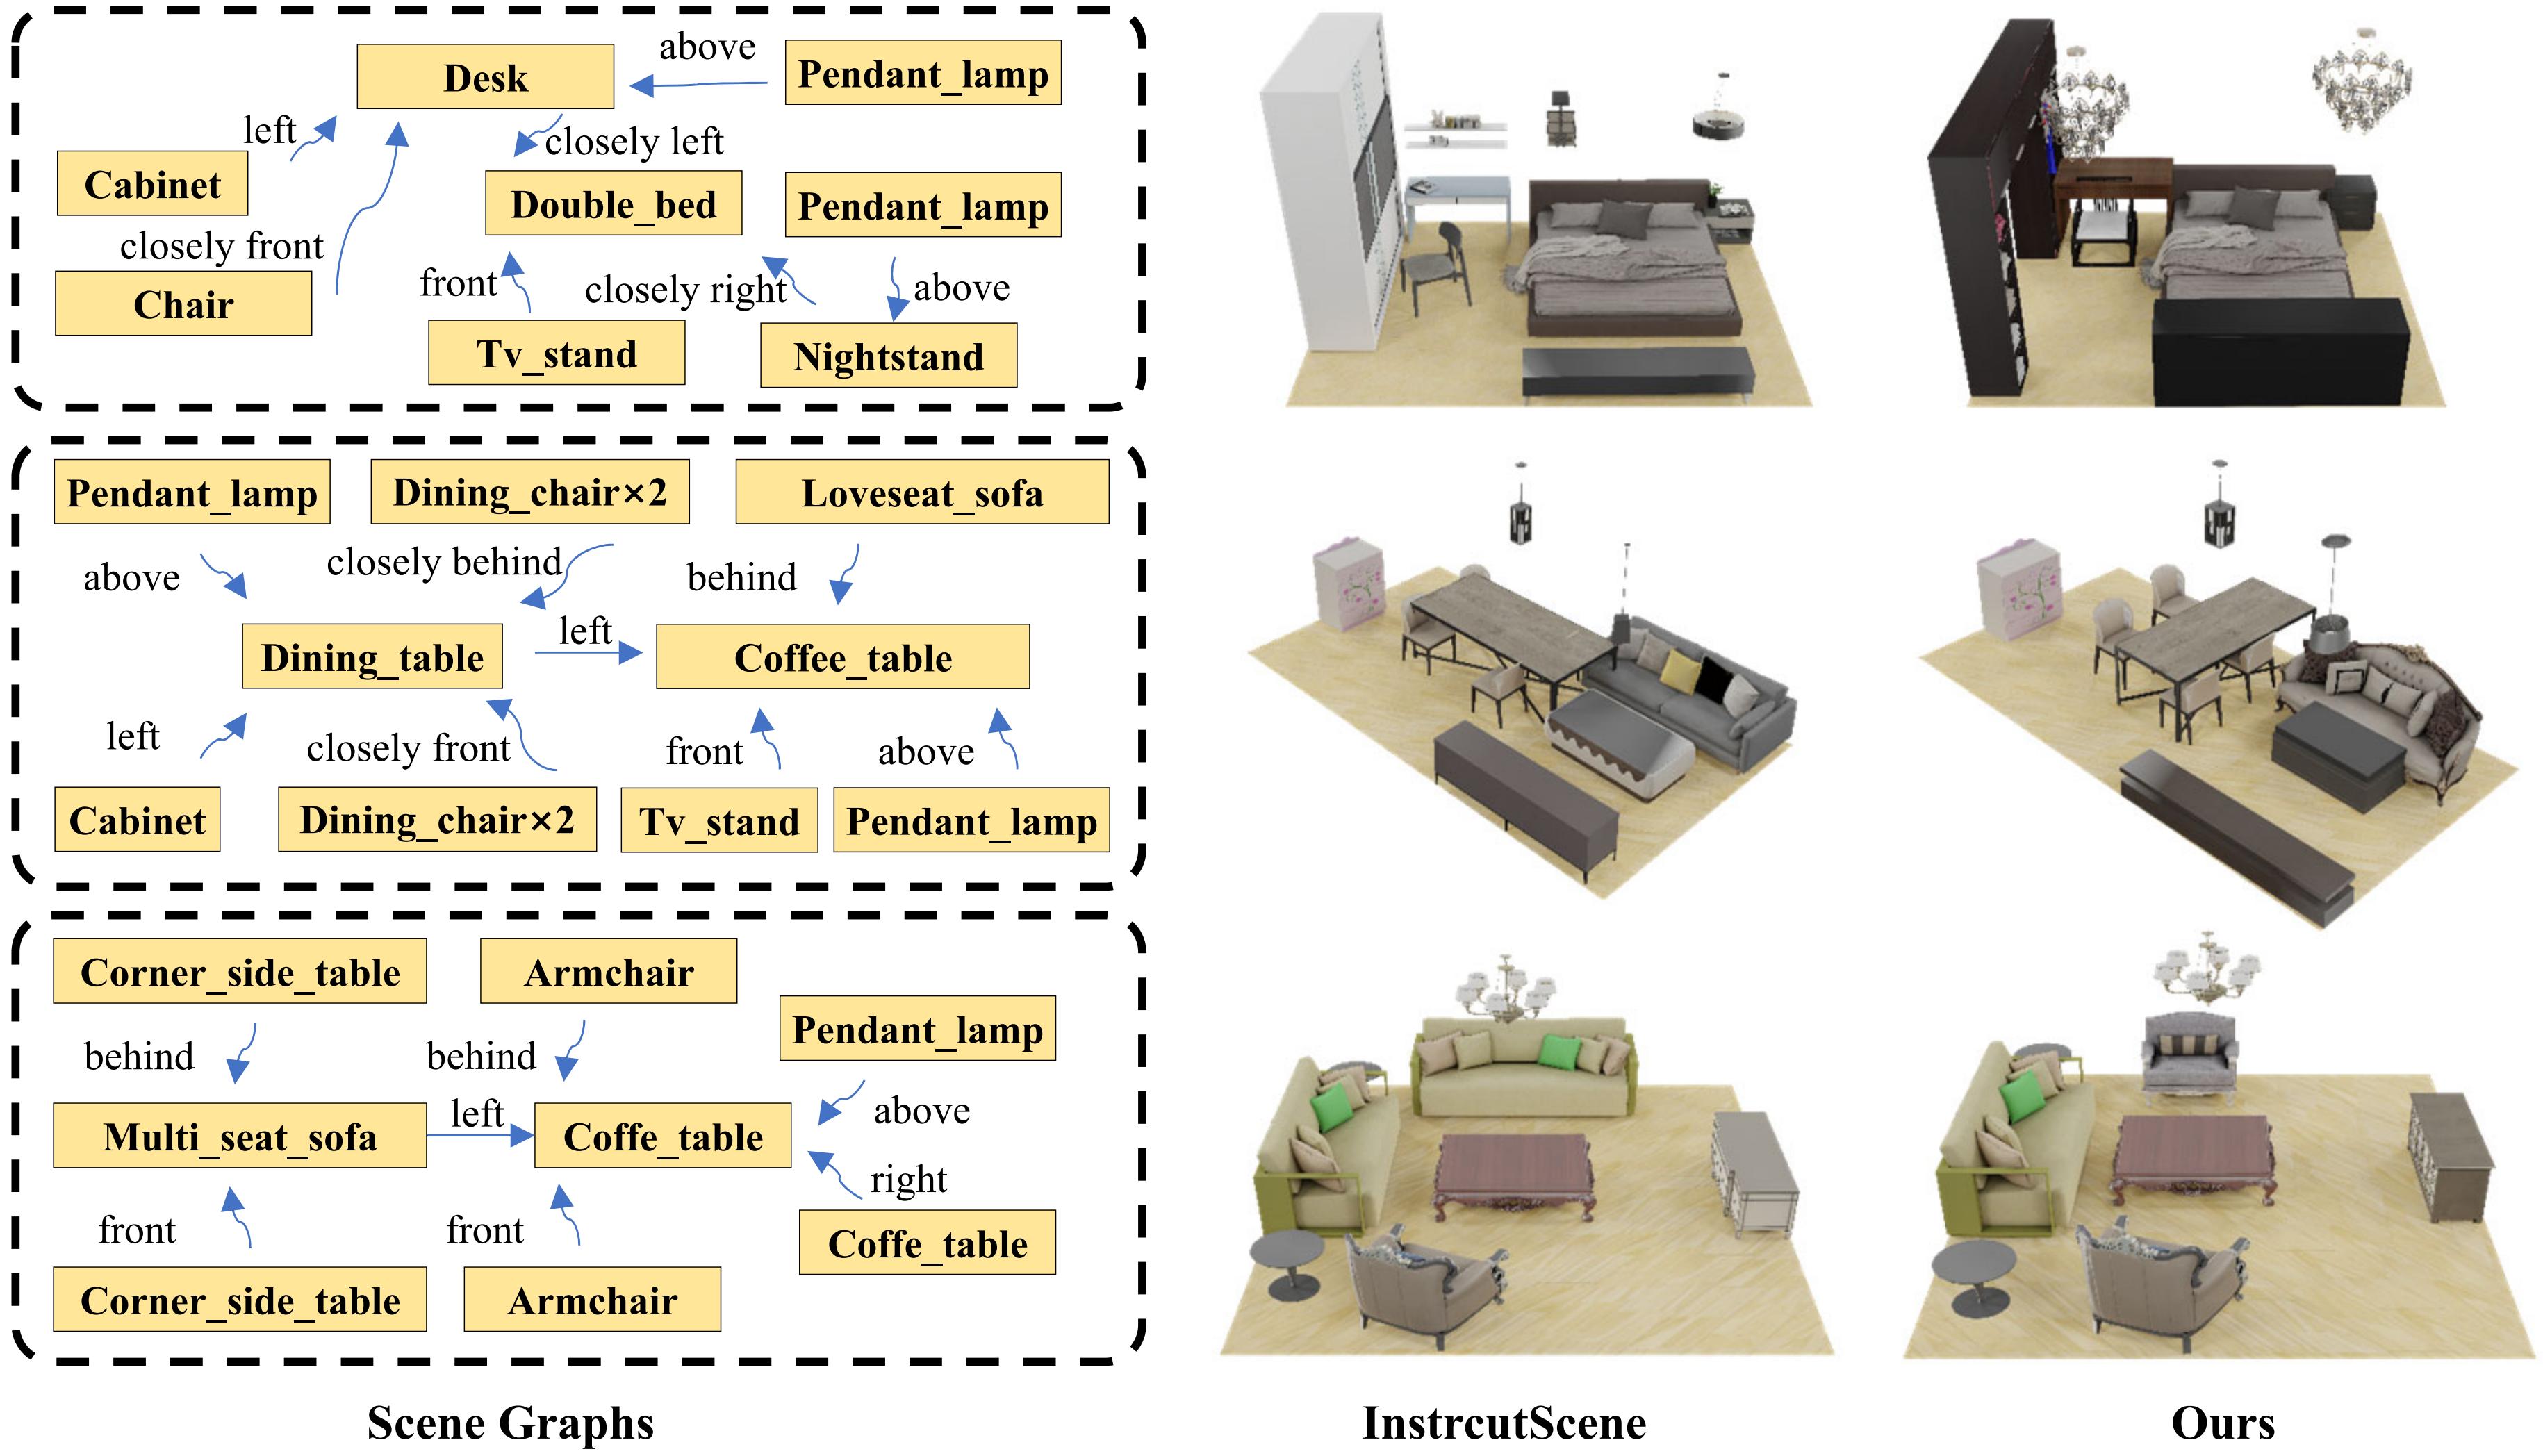 above
Desk
Pendant_lamp
left
closely left
Cabinet
Double_bed
Pendant_lamp
closely front
front
closely right
above
Chair
Tv_stand
Nightstand
Pendant_lamp
Dining_chair×2
Loveseat_sofa
above
closely behind
behind
left
Dining_table
Coffee_table
left
closely front
front
above
Cabinet
Dining_chair×2
Tv_stand
Pendant_lamp
Corner_side_table
Armchair
Pendant_lamp
behind
behind
above
left
Multi_seat_sofa
Coffe_table
right
front
front
Coffe_table
Corner_side_table
Armchair
Scene Graphs
InstrcutScene
Ours